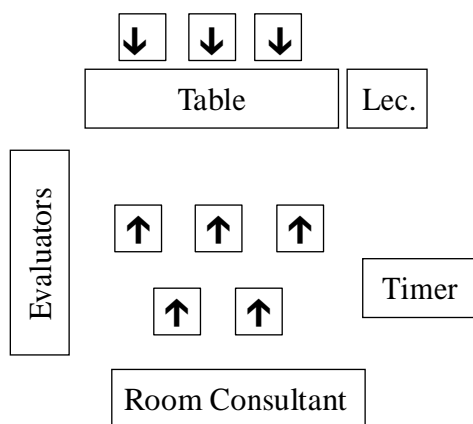 Table
Lec.
Evaluators
Timer
Room Consultant